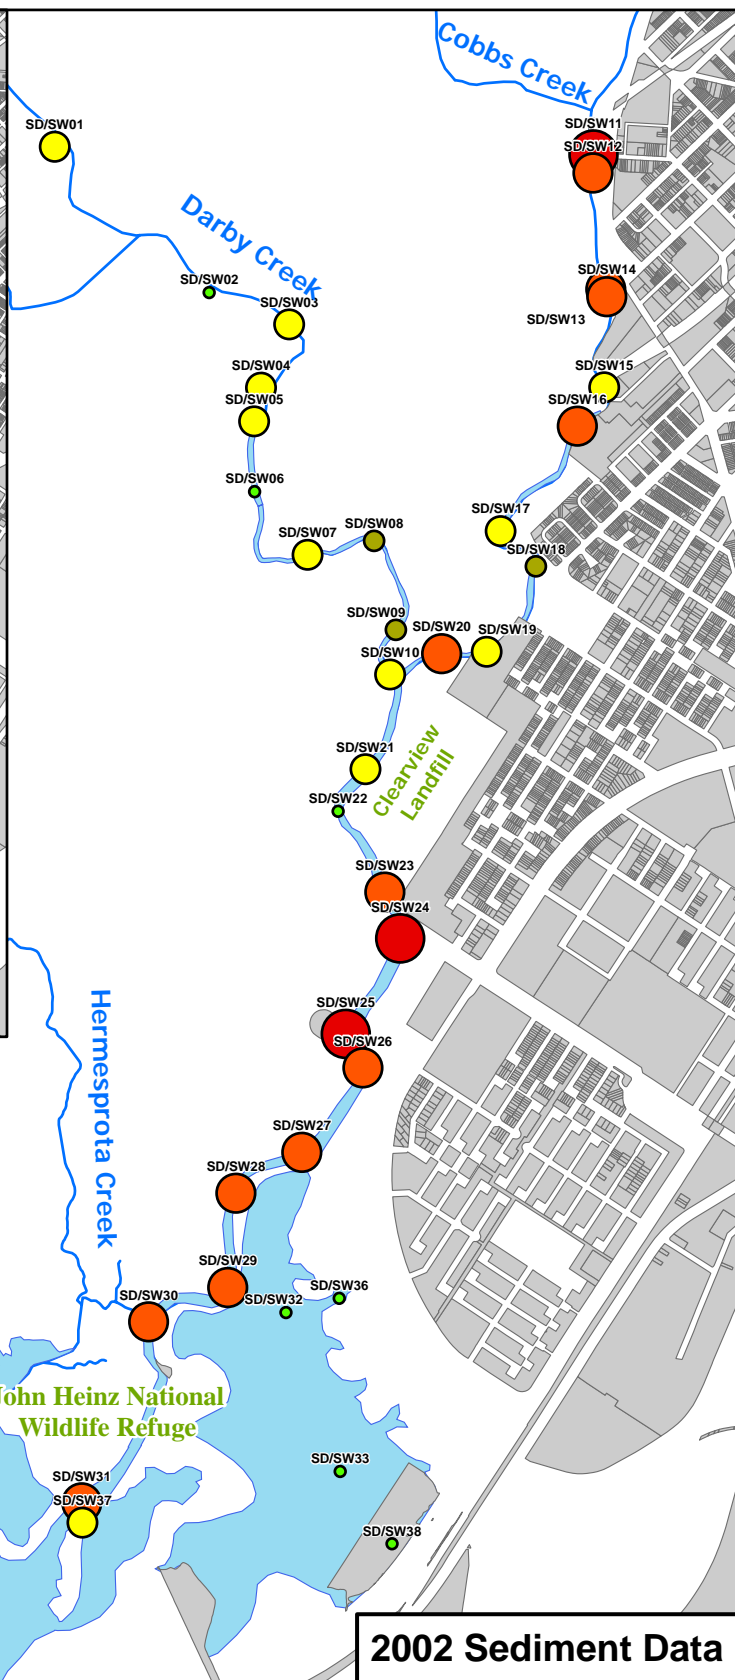 Cobbs Creek
SD/SW01
SD/SW11
SD/SW12
Darby Creek
SD/SW02
SD/SW14
SD/SW03
SD/SW13
SD/SW04
SD/SW15
SD/SW05
SD/SW16
SD/SW06
SD/SW17
SD/SW07
SD/SW08
SD/SW18
SD/SW09
SD/SW20
SD/SW19
SD/SW10
SD/SW21
Clearview
Landfill
SD/SW22
SD/SW23
SD/SW24
Hermesprota Creek
SD/SW25
SD/SW26
SD/SW27
SD/SW28
SD/SW29
SD/SW36
SD/SW30
SD/SW32
John Heinz National
Wildlife Refuge
SD/SW33
SD/SW31
SD/SW37
SD/SW38
2002 Sediment Data